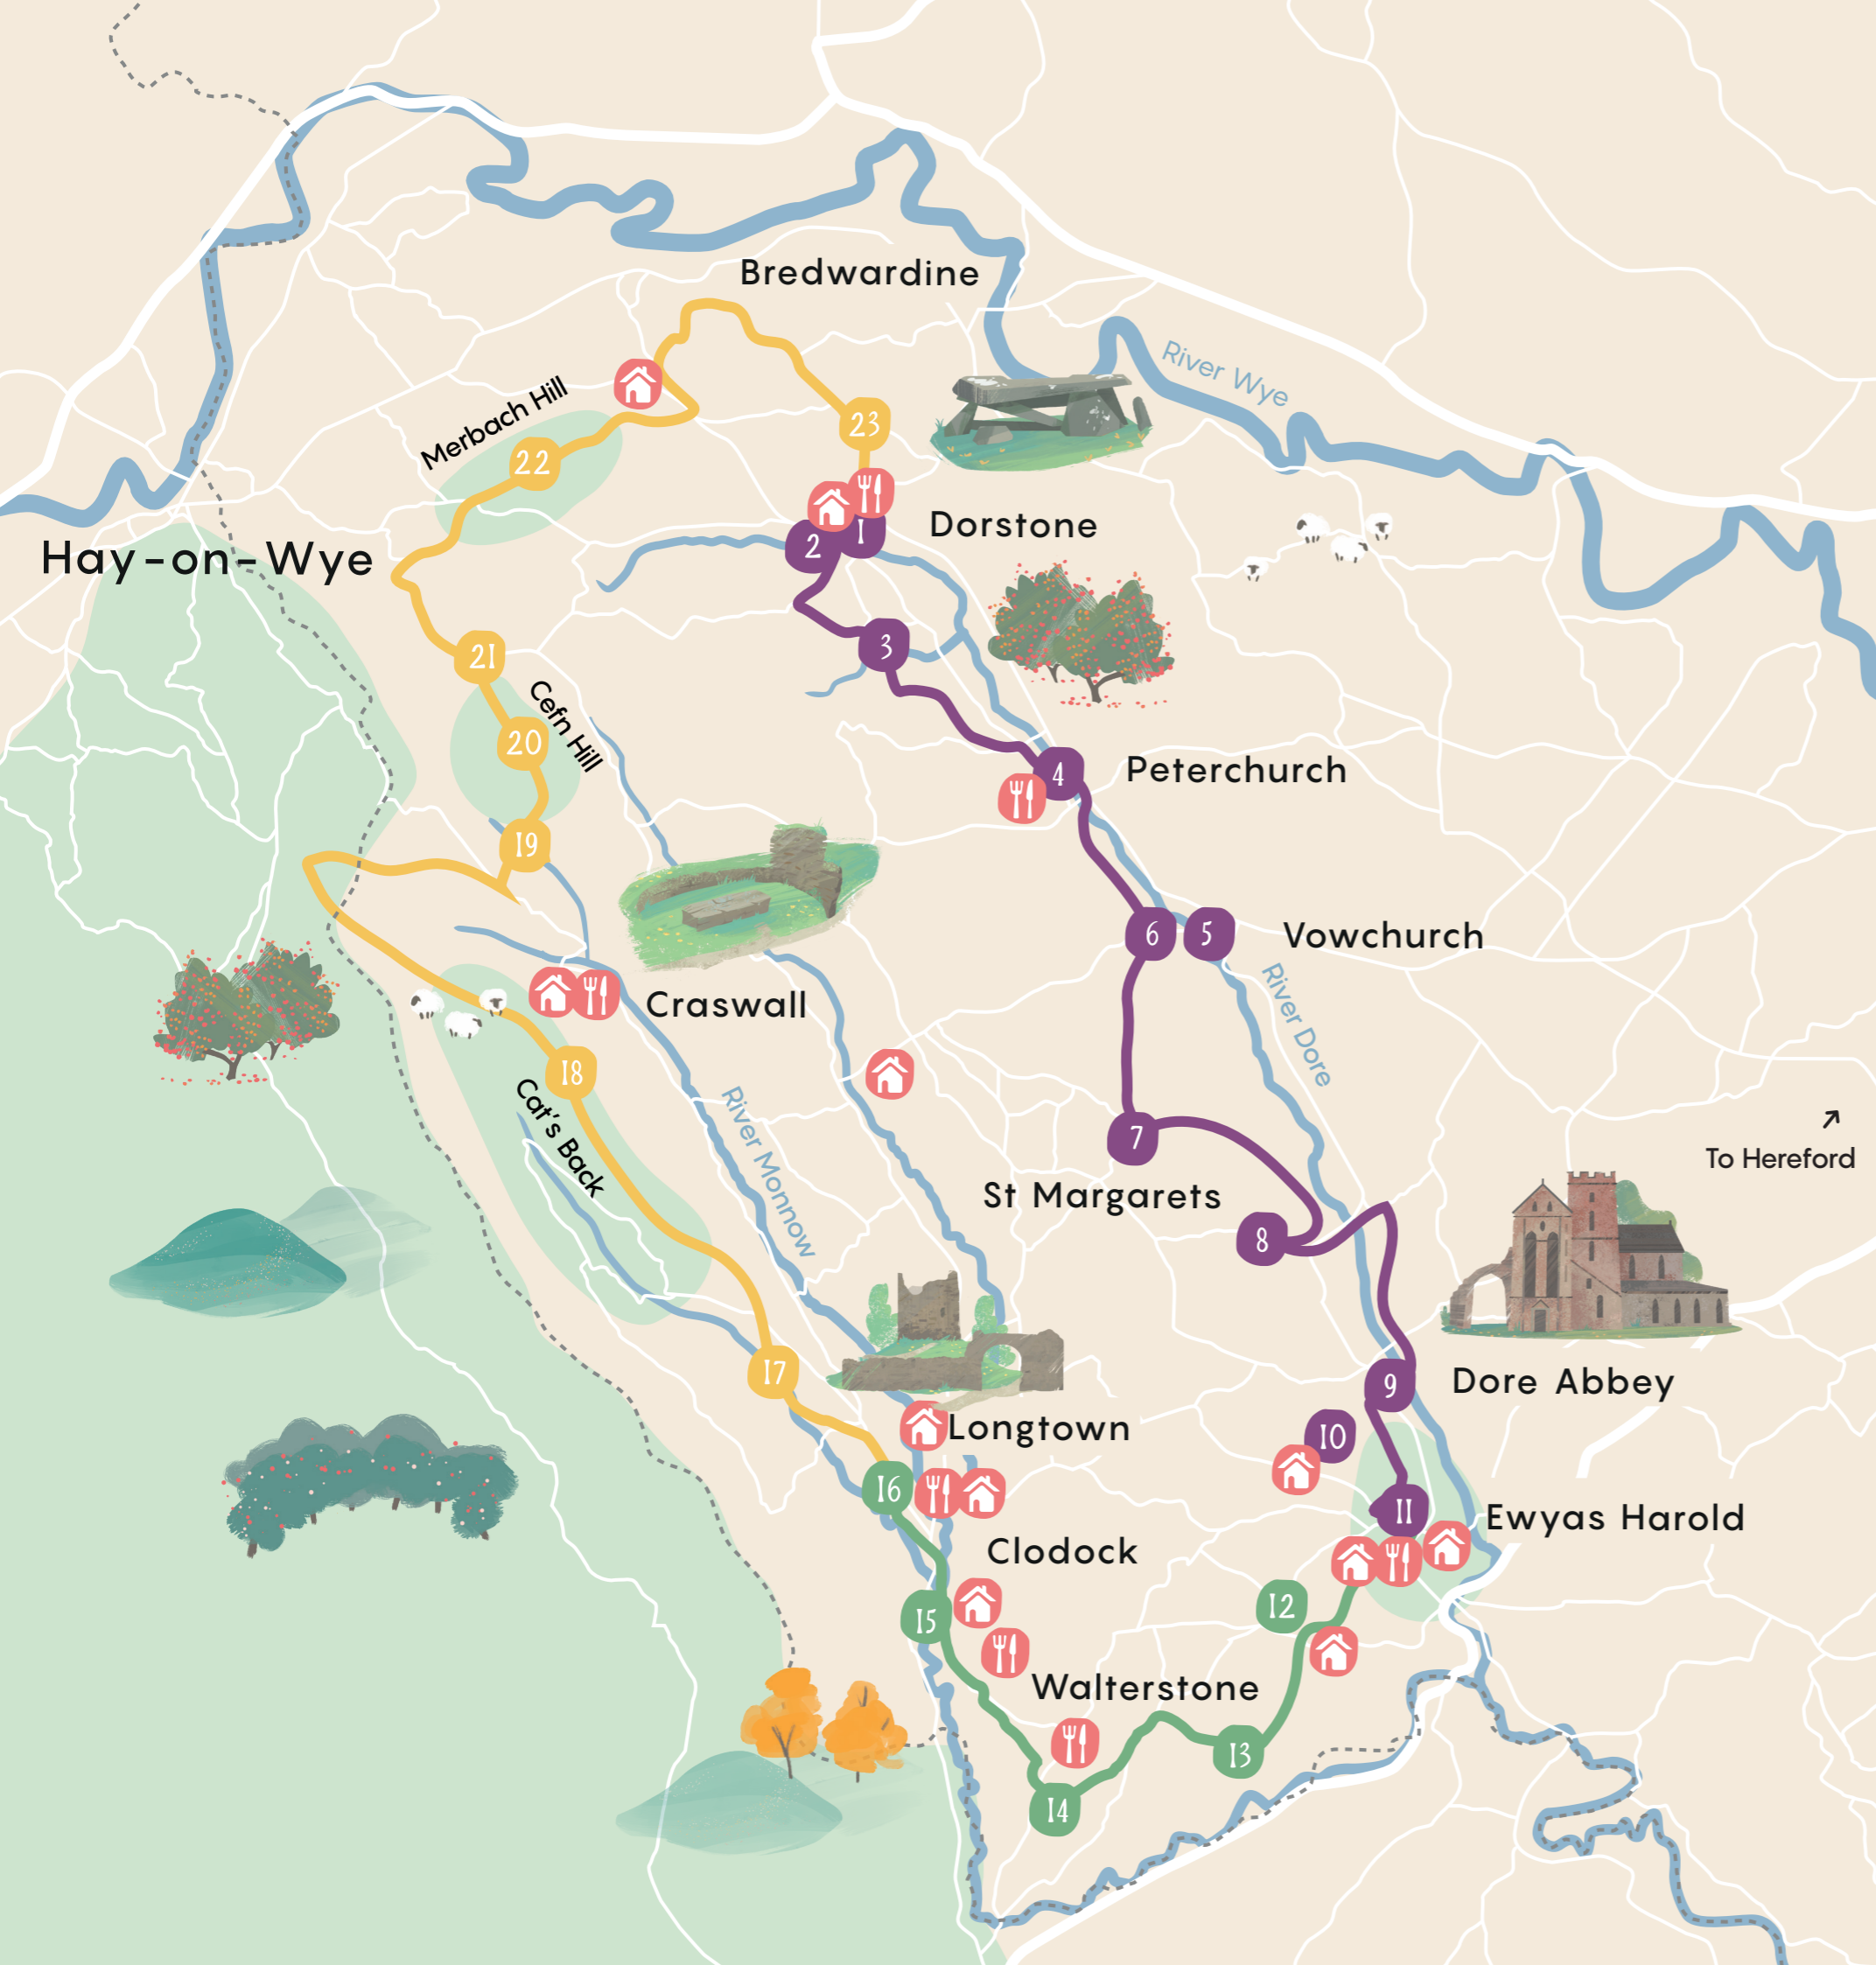 Bredwardine
River Wye
Merbach Hill
23
22
Dorstone
1
2
Hay-on-Wye
3
21
Cefn Hill
20
4
Peterchurch
19
6
5
Vowchurch
River Dore
Craswall
18
Cat's Back
River Monnow
7
To Hereford
St Margarets
8
17
9
Dore Abbey
Longtown
10
16
11
Ewyas Harold
Clodock
12
15
Walterstone
13
14